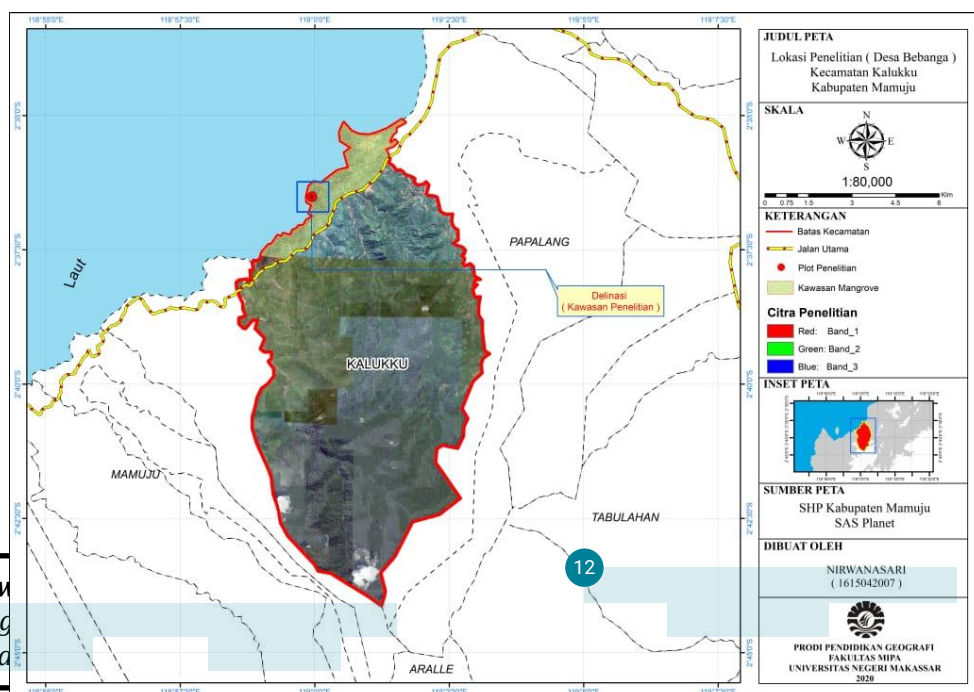 118°55'0"E 118°57'30"E 119°0'0"E 119°2'30"E 119°5'0"E 119°7'30"E
2°35'0"S
2°37'30"S
2°40'0"S
2°42'30"S
2°45'0"S
Laut
PAPALANG
Delinasi
( Kawasan Penelitian )
KALUKKU
MAMUJU
TABULAHAN
12
ARALLE
JUDUL PETA
Lokasi Penelitian ( Desa Bebanga )
Kecamatan Kalukku
Kabupaten Mamuju
SKALA
N
W E
S
1:80,000
Km
0 0.75 1.5 3 4.5 6
KETERANGAN
Batas Kecamatan
Jalan Utama
Plot Penelitian
Kawasan Mangrove
Citra Penelitian
Red: Band_1
Green: Band_2
Blue: Band_3
INSET PETA
SUMBER PETA
SHP Kabupaten Mamuju
SAS Planet
DIBUAT OLEH
NIRWANASARI
( 1615042007 )
PRODI PENDIDIKAN GEOGRAFI
FAKULTAS MIPA
UNIVERSITAS NEGERI MAKASSAR
2020